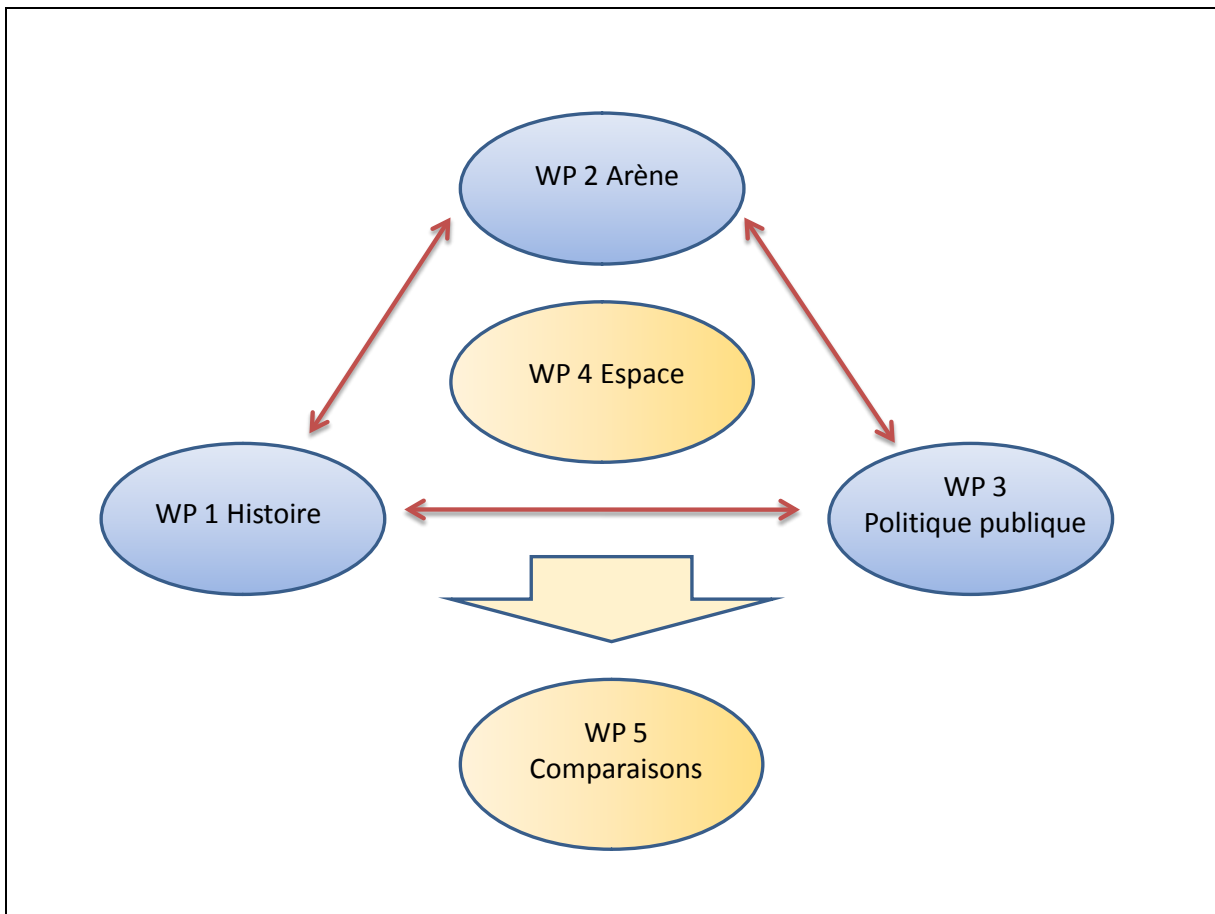 WP 2 Arène
WP 4 Espace
WP 1 Histoire
WP 3
Politique publique
WP 5
Comparaisons